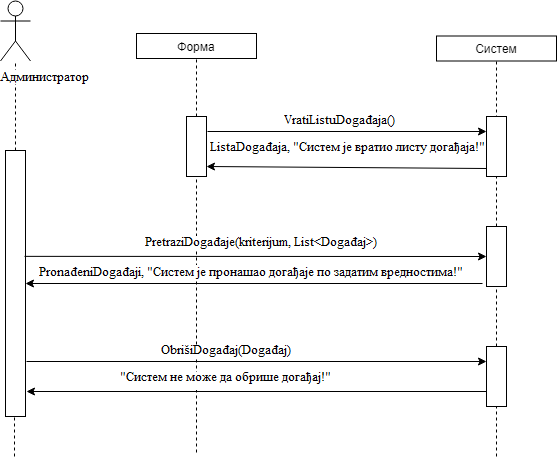 Форма
Систем
Администратор
VratiListuDogađaja()
ListaDogađaja, "Систем је вратио листу догађаја!"
PretraziDogađaje(kriterijum, List<Događaj>)
PronađeniDogađaji, "Систем је пронашао догађаје по задатим вредностима!"
ObrišiDogađaj(Događaj)
"Систем не може да обрише догађај!"